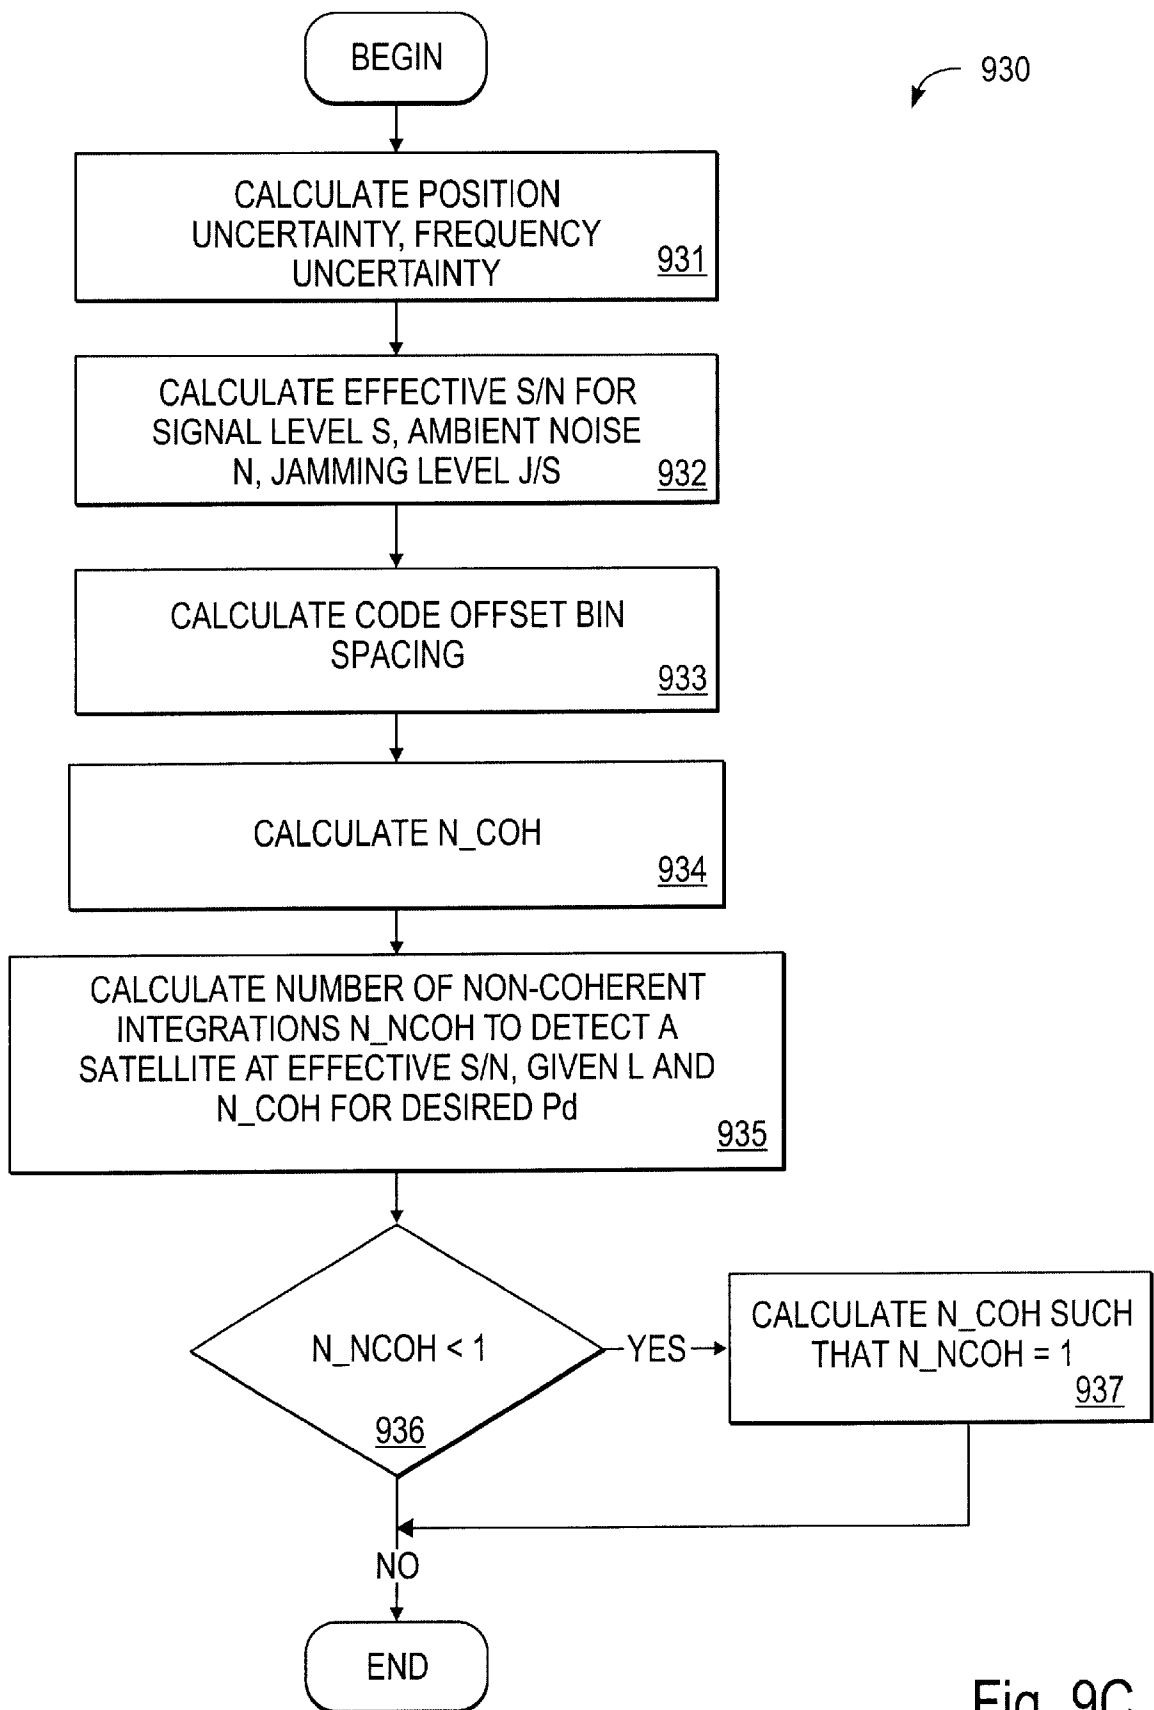 BEGIN
930
CALCULATE POSITION
UNCERTAINTY, FREQUENCY
UNCERTAINTY
931
CALCULATE EFFECTIVE S/N FOR
SIGNAL LEVEL S, AMBIENT NOISE
N, JAMMING LEVEL J/S
932
CALCULATE CODE OFFSET BIN
SPACING
933
CALCULATE N_COH
934
CALCULATE NUMBER OF NON-COHERENT
INTEGRATIONS N_NCOH TO DETECT A
SATELLITE AT EFFECTIVE S/N, GIVEN L AND
N_COH FOR DESIRED Pd
935
N_NCOH < 1
936
YES
CALCULATE N_COH SUCH
THAT N_NCOH = 1
937
NO
END
Fig. 9C